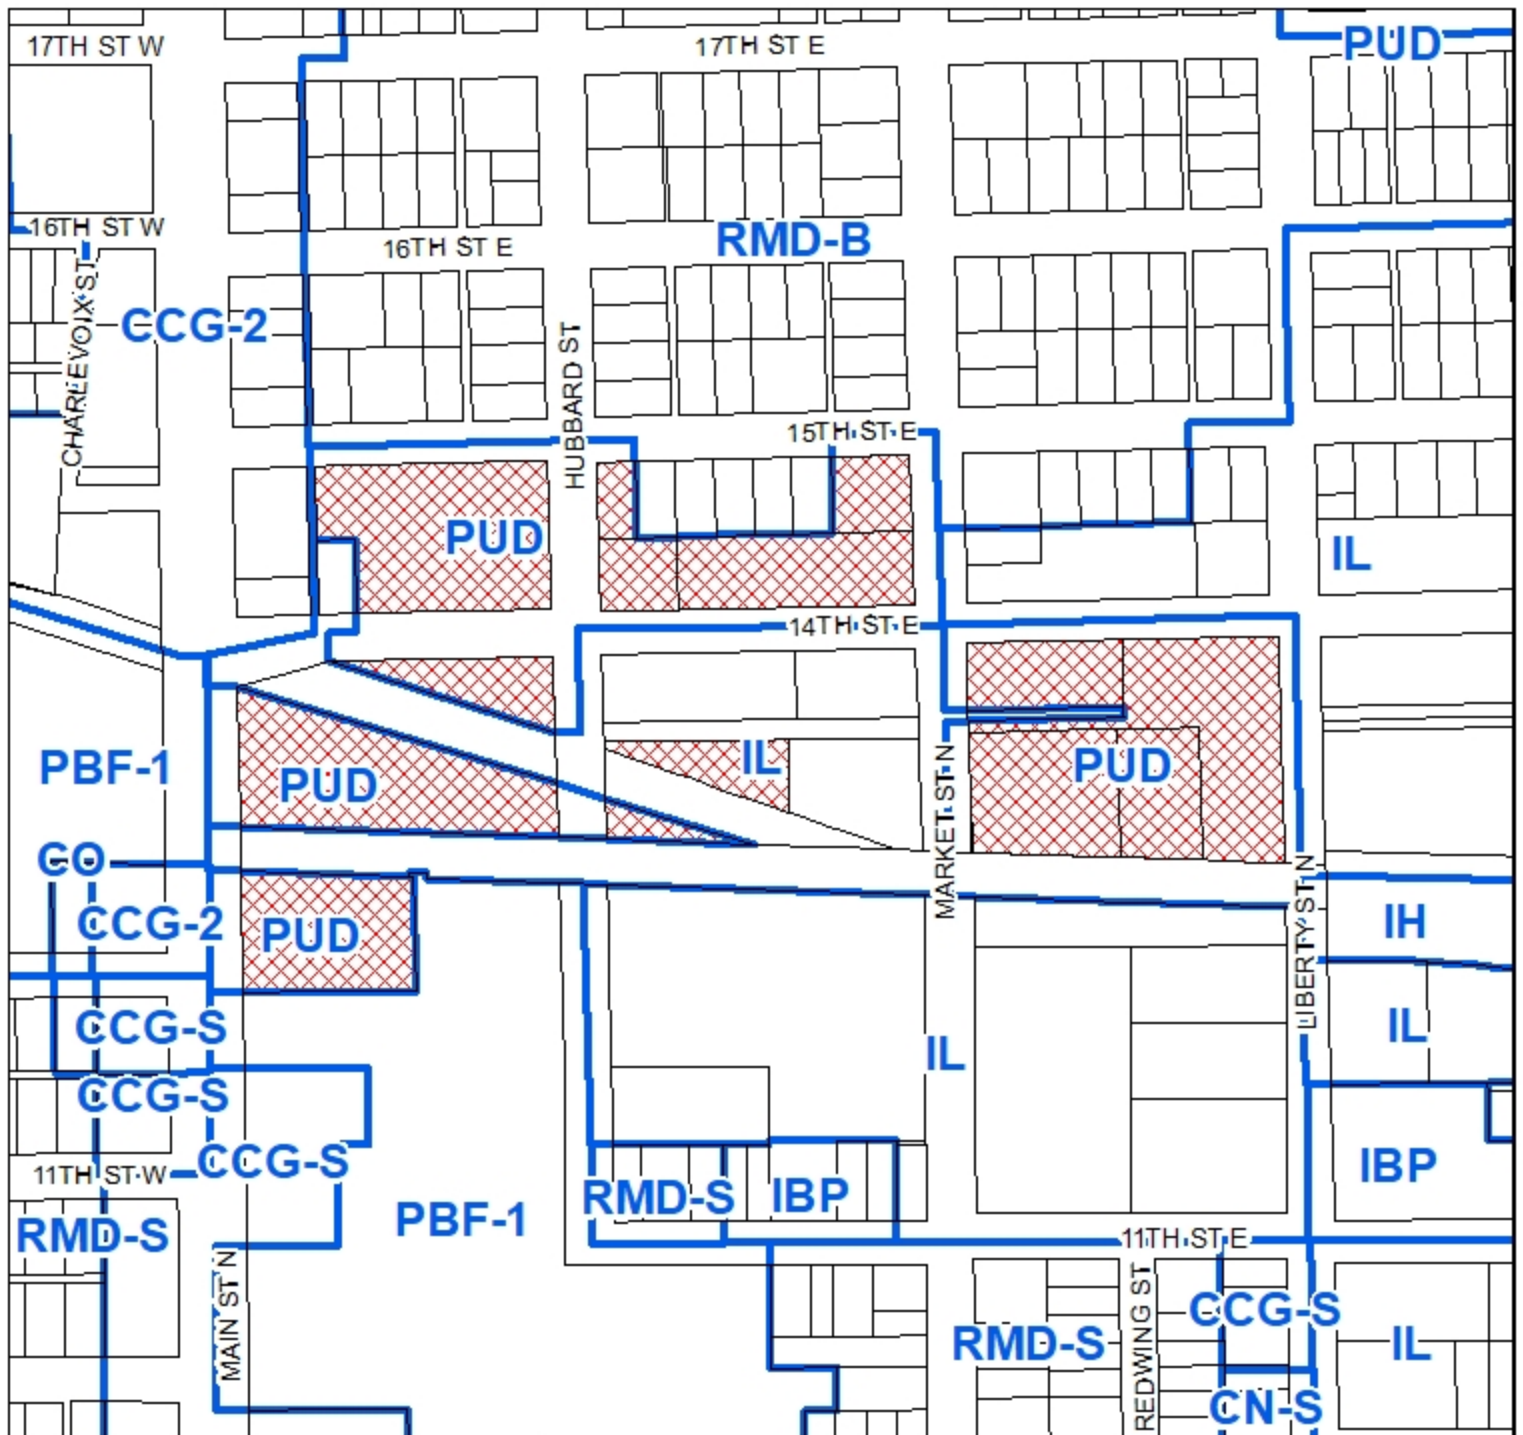 17TH ST W
17TH ST E
PUD
16TH ST W
16TH ST E
RMD-B
CHARLEVOIX ST
CCG-2
HUBBARD ST
15TH ST E
PUD
IL
14TH ST E
PBF-1
PUD
IL
MARKET ST N
PUD
CO
CCG-2
PUD
LIBERTY ST N
IH
CCG-S
IL
IL
CCG-S
CCG-S
11TH ST W
RMD-S
IBP
IBP
RMD-S
PBF-1
11TH ST E
MAIN ST N
REDWING ST
CCG-S
RMD-S
IL
CN-S